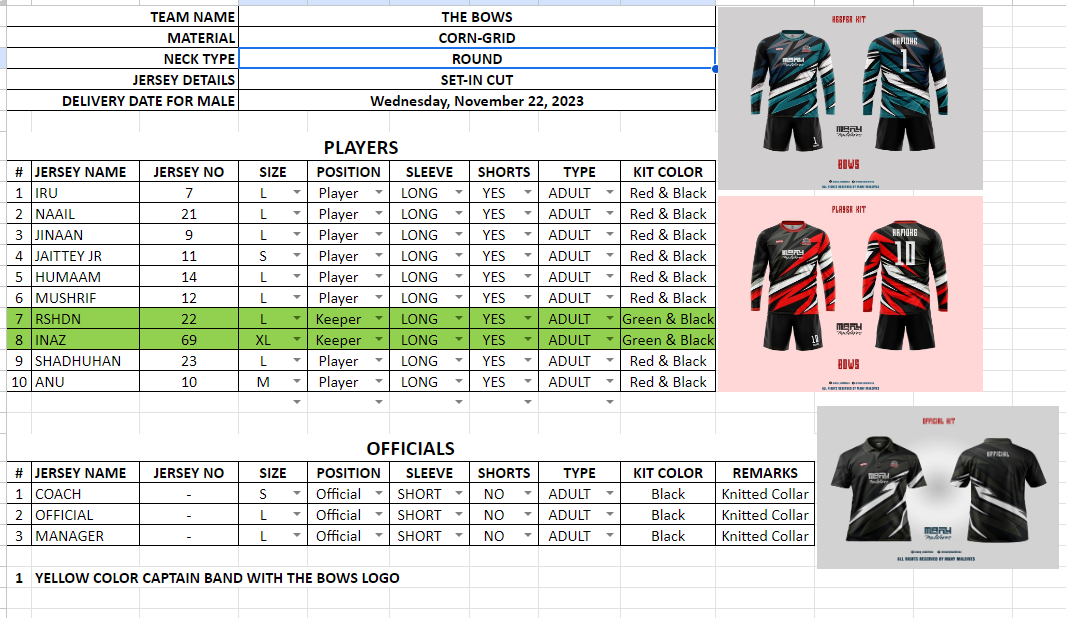 TEAM NAME THE BOWS
MATERIAL CORN-GRID
NECK TYPE ROUND
JERSEY DETAILS SET-IN CUT
DELIVERY DATE FOR MALE Wednesday, November 22, 2023
PLAYERS
# JERSEY NAME JERSEY NO SIZE POSITION SLEEVE SHORTS TYPE KIT COLOR
1 IRU 7 L Player LONG YES ADULT Red & Black
2 NAAIL 21 L Player LONG YES ADULT Red & Black
3 JINAAN 9 L Player LONG YES ADULT Red & Black
4 JAITTEY JR 11 S Player LONG YES ADULT Red & Black
5 HUMAAM 14 L Player LONG YES ADULT Red & Black
6 MUSHRIF 12 L Player LONG YES ADULT Red & Black
7 RSHDN 22 L Keeper LONG YES ADULT Green & Black
8 INAZ 69 XL Keeper LONG YES ADULT Green & Black
9 SHADHUHAN 23 L Player LONG YES ADULT Red & Black
10 ANU 10 M Player LONG YES ADULT Red & Black
OFFICIALS
# JERSEY NAME JERSEY NO SIZE POSITION SLEEVE SHORTS TYPE KIT COLOR REMARKS
1 COACH - S Official SHORT NO ADULT Black Knitted Collar
2 OFFICIAL - L Official SHORT NO ADULT Black Knitted Collar
3 MANAGER - L Official SHORT NO ADULT Black Knitted Collar
1 YELLOW COLOR CAPTAIN BAND WITH THE BOWS LOGO
KEEPER KIT
1
1
BOWS
PLAYER KIT
10
10
BOWS
OFFICIAL KIT
OFFICIAL
ALL RIGHTS RESERVED BY MANY MALDIVES